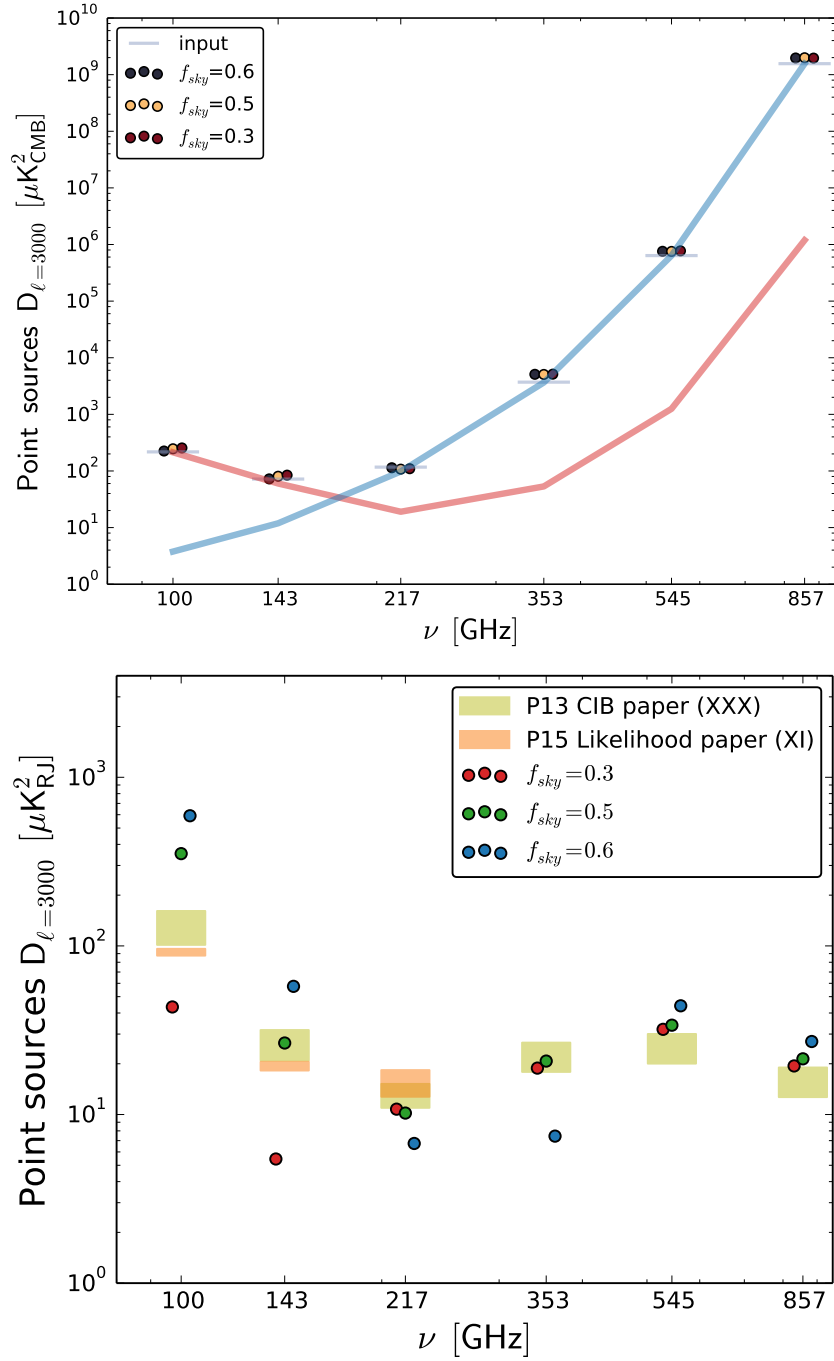 Point sources D_{ℓ=3000} [μK²_CMB]
10^10
10^9
10^8
10^7
10^6
10^5
10^4
10^3
10^2
10^1
10^0
input
f_sky=0.6
f_sky=0.5
f_sky=0.3
100 143 217 353 545 857
ν [GHz]
Point sources D_{ℓ=3000} [μK²_RJ]
10^3
10^2
10^1
10^0
P13 CIB paper (XXX)
P15 Likelihood paper (XI)
f_sky=0.3
f_sky=0.5
f_sky=0.6
100 143 217 353 545 857
ν [GHz]